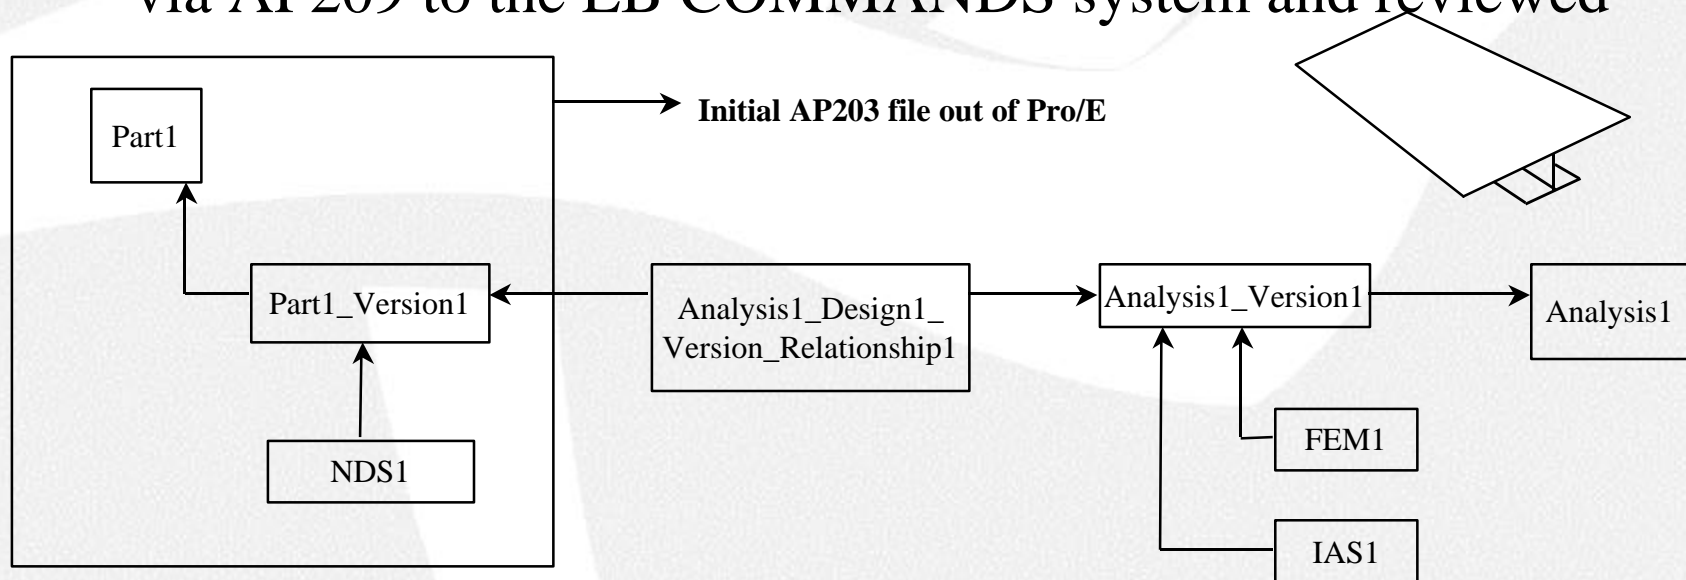 via AP209 to the EB COMMANDS system and reviewed
Initial AP203 file out of Pro/E
Part1
Part1_Version1
Analysis1_Design1_
Version_Relationship1
Analysis1_Version1
Analysis1
NDS1
FEM1
IAS1